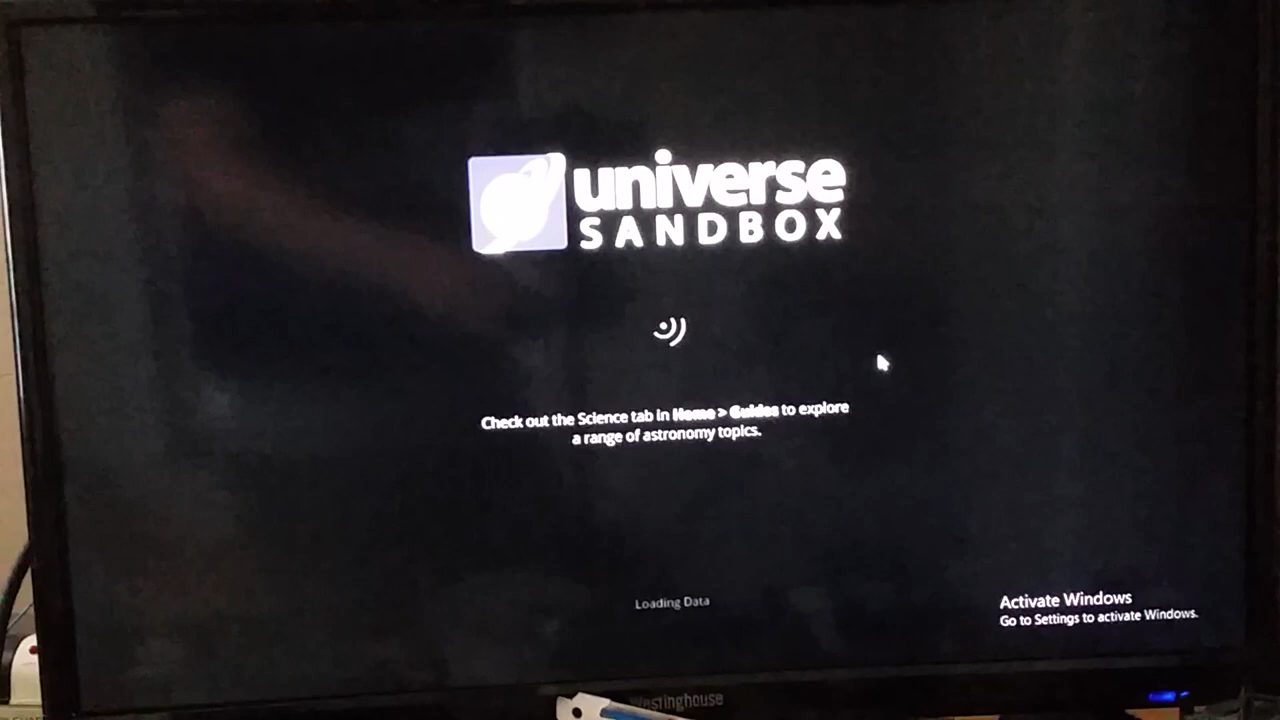 universe
SANDBOX
Check out the Science tab in Home > Guides to explore
a range of astronomy topics.
Loading Data
Activate Windows
Go to Settings to activate Windows.
Westinghouse